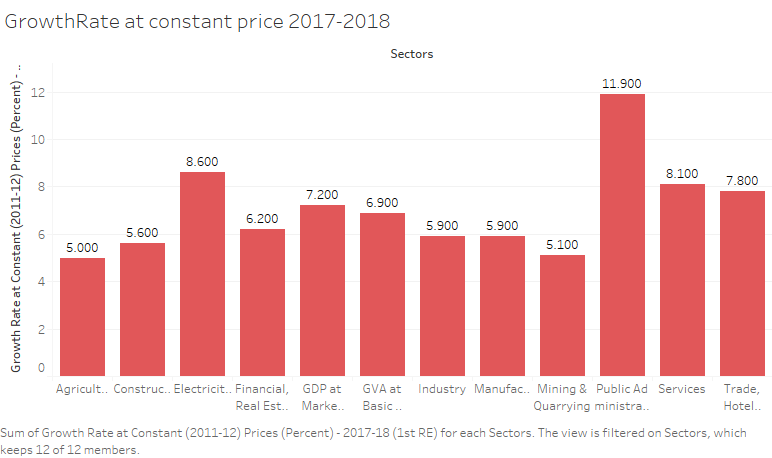 GrowthRate at constant price 2017-2018
Sectors
Growth Rate at Constant (2011-12) Prices (Percent) - ..
12
10
8
6
4
2
0
5.000
5.600
8.600
6.200
7.200
6.900
5.900
5.900
5.100
11.900
8.100
7.800
Agricult..
Construc..
Electricit..
Financial,
Real Est..
GDP at
Marke..
GVA at
Basic ..
Industry
Manufac..
Mining &
Quarrying
Public Ad
ministra..
Services
Trade,
Hotel..
Sum of Growth Rate at Constant (2011-12) Prices (Percent) - 2017-18 (1st RE) for each Sectors. The view is filtered on Sectors, which
keeps 12 of 12 members.